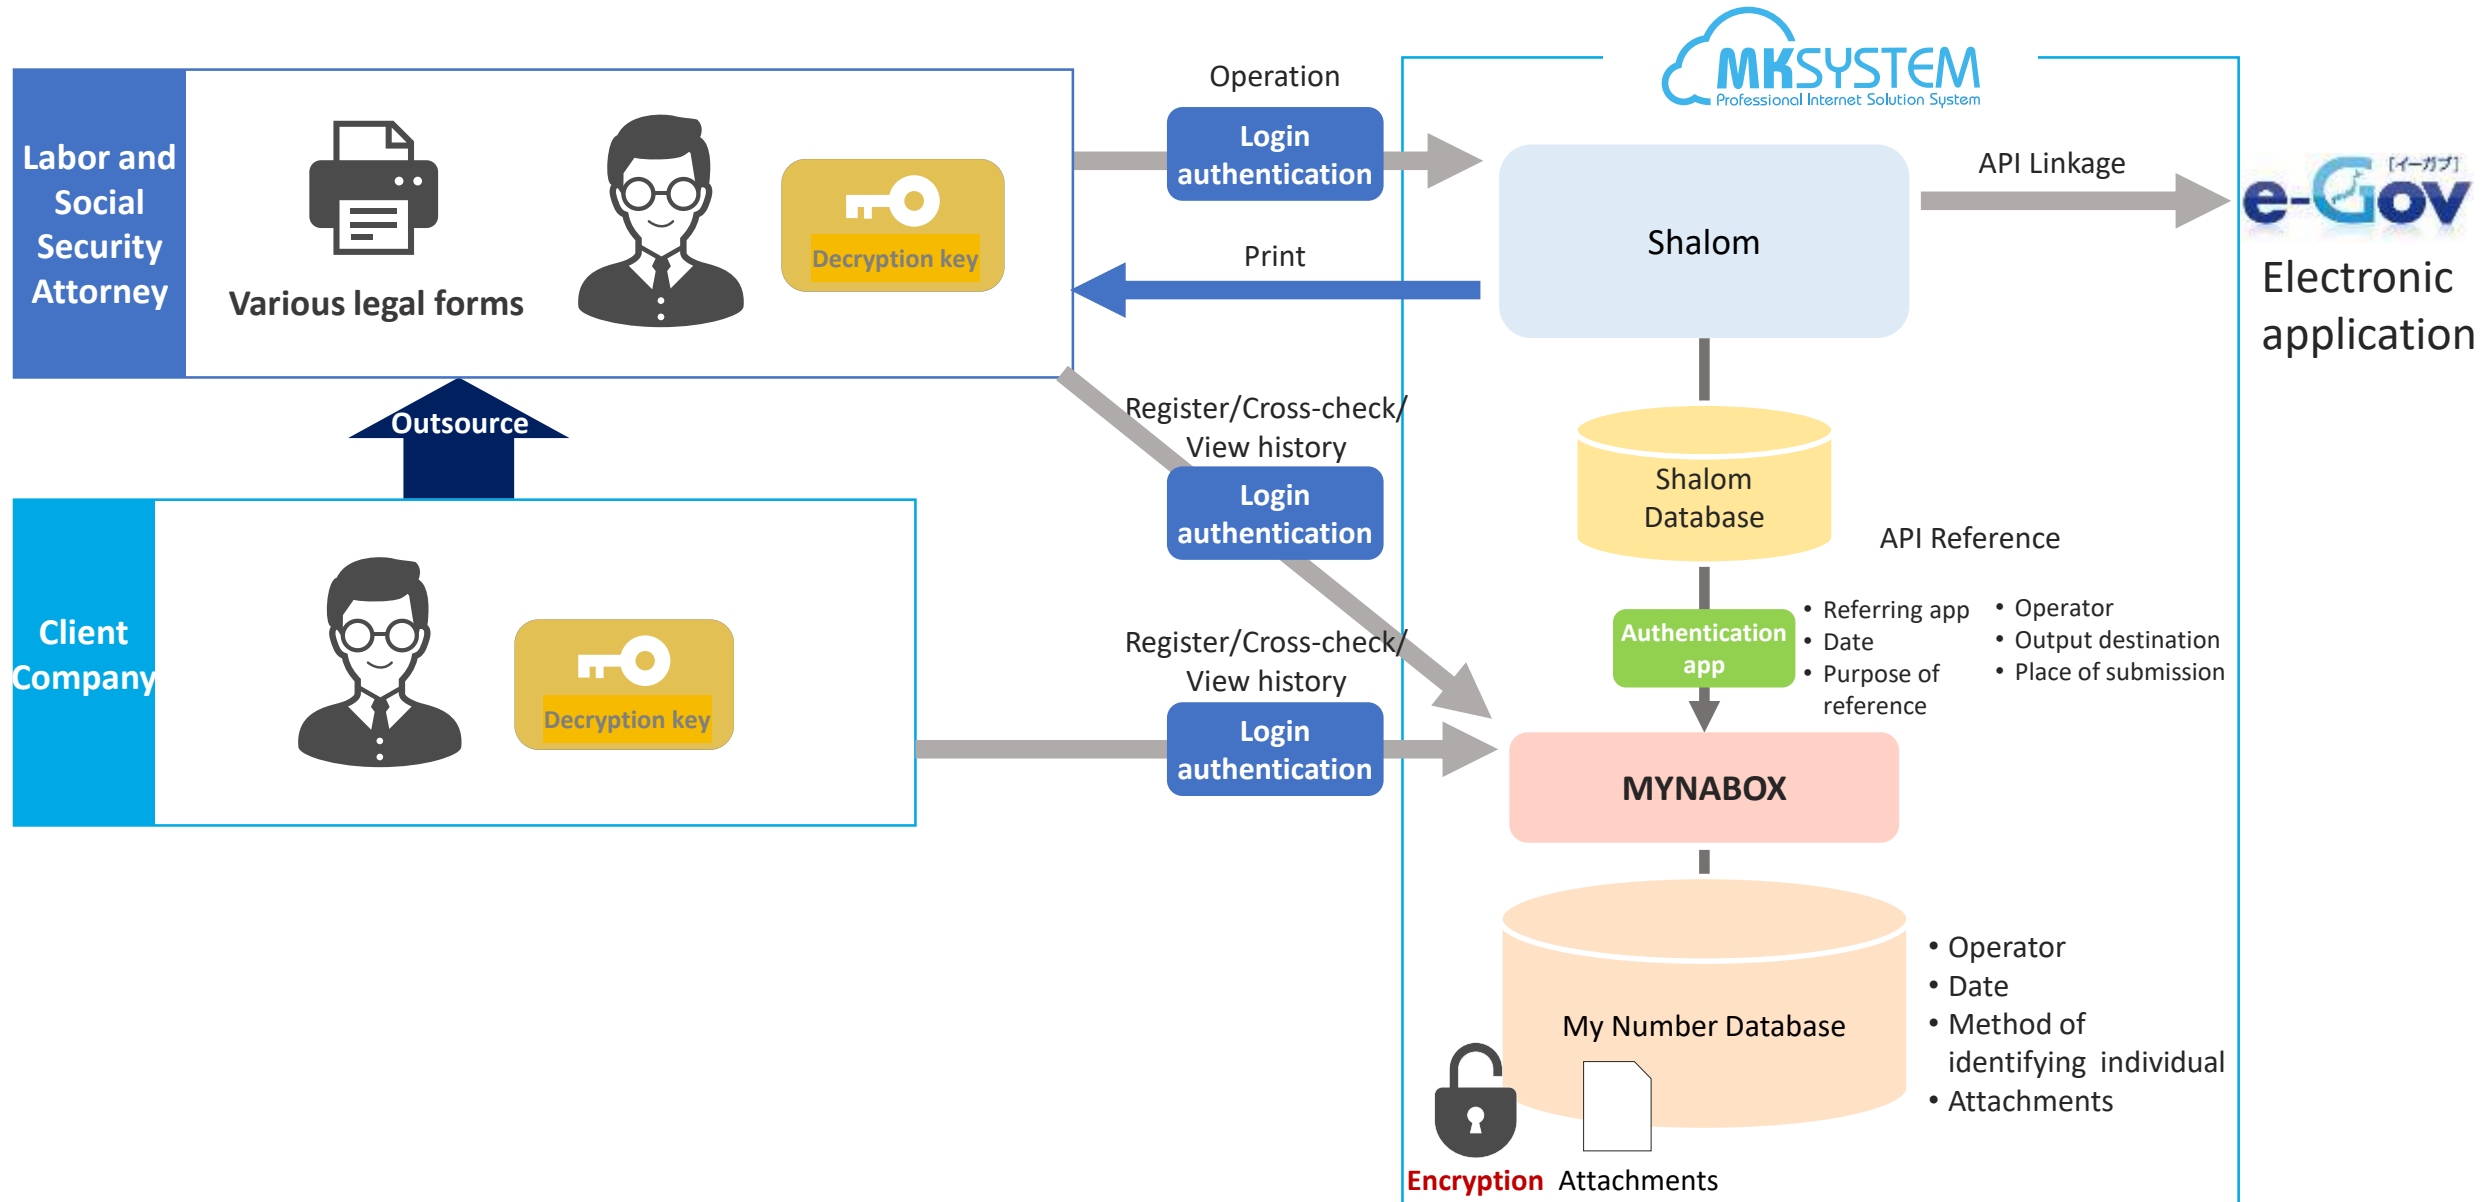 MKSYSTEM
Professional Internet Solution System
Labor and
Social
Security
Attorney
Various legal forms
Decryption key
Operation
Login
authentication
Print
Shalom
API Linkage
[イーガブ]
e-Gov
Electronic
application
Outsource
Register/Cross-check/
View history
Login
authentication
Shalom
Database
API Reference
Authentication
app
• Referring app
• Date
• Purpose of
reference
• Operator
• Output destination
• Place of submission
Client
Company
Decryption key
Register/Cross-check/
View history
Login
authentication
MYNABOX
My Number Database
• Operator
• Date
• Method of
identifying individual
• Attachments
Encryption
Attachments